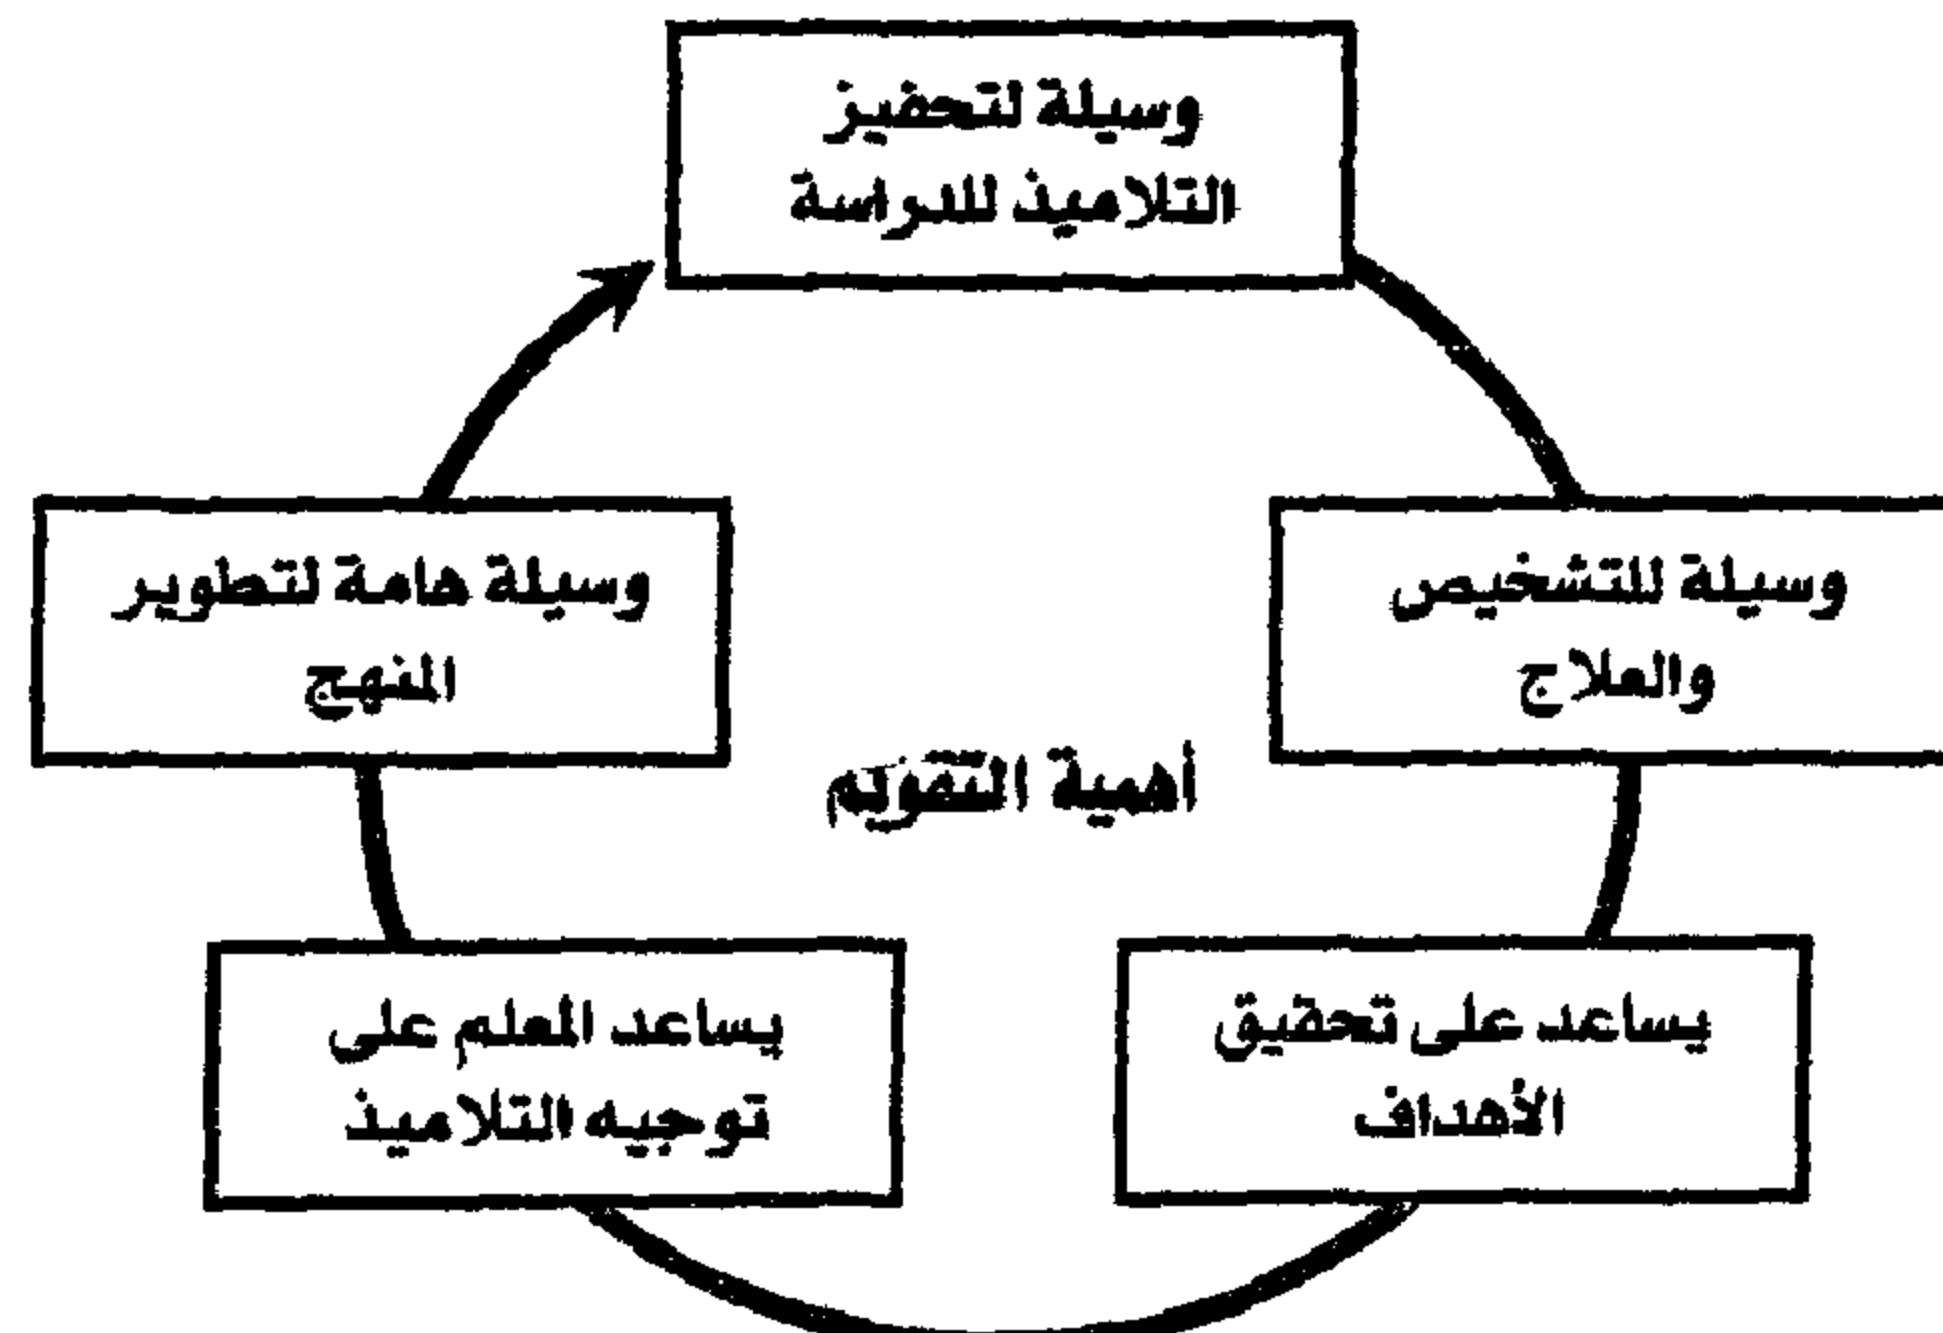 وسيلة لتحفيز
التلاميذ للدراسة
وسيلة للتشخيص
والعلاج
وسيلة هامة لتطوير
المنهج
أهمية التقويم
يساعد على تحقيق
الأهداف
يساعد المعلم على
توجيه التلاميذ